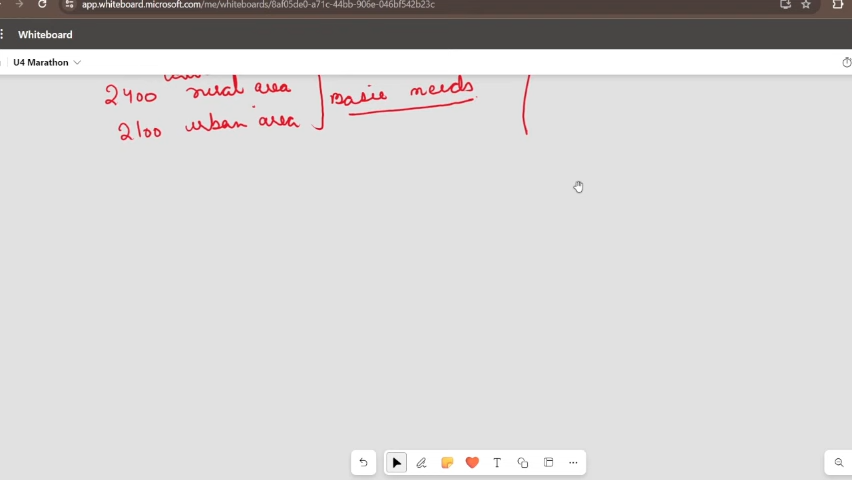 app.whiteboard.microsoft.com/me/whiteboards/8af05de0-a71c-44bb-906e-046bf542b23c
Whiteboard
U4 Marathon
2400 rural area
Basic needs
2100 urban area
T